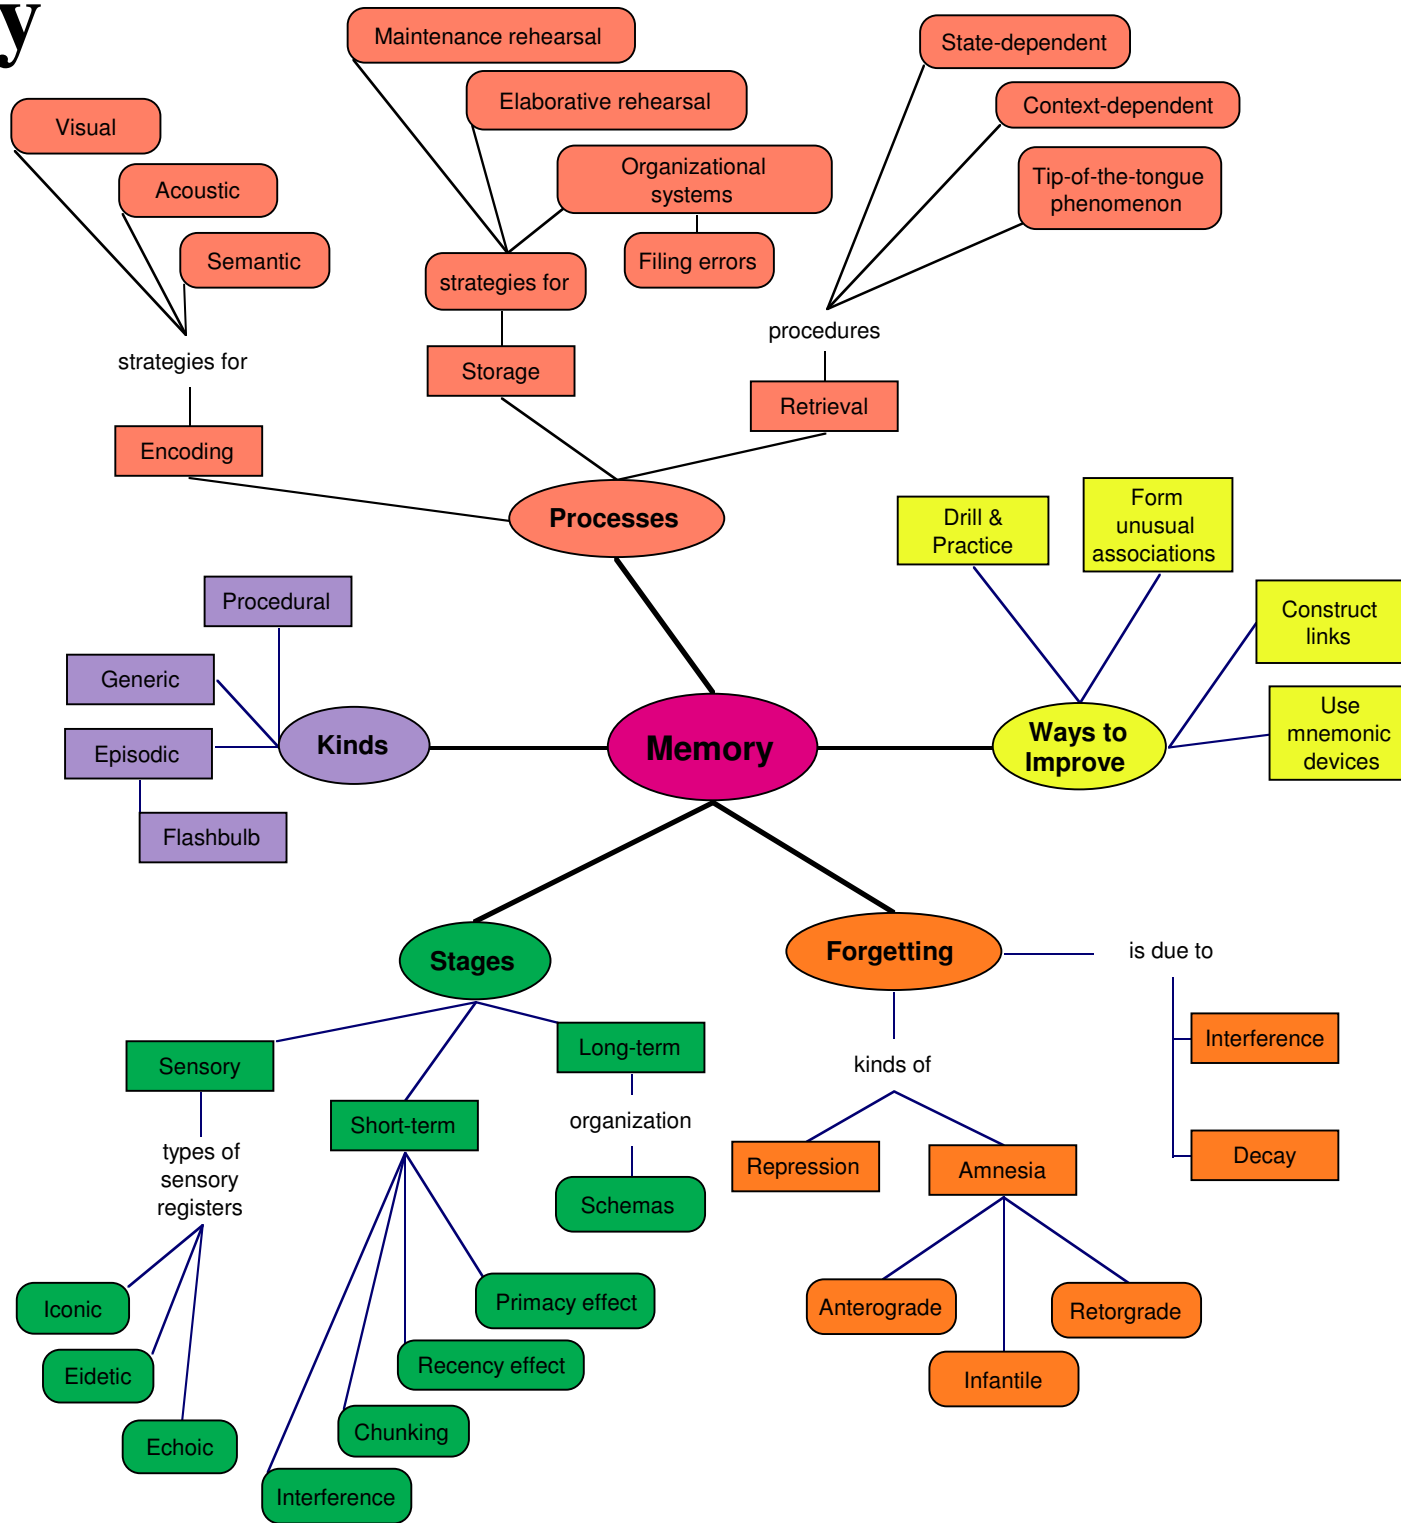 y
Maintenance rehearsal
State-dependent
Elaborative rehearsal
Context-dependent
Visual
Organizational
systems
Tip-of-the-tongue
phenomenon
Acoustic
Semantic
Filing errors
strategies for
procedures
strategies for
Storage
Retrieval
Encoding
Processes
Drill &
Practice
Form
unusual
associations
Procedural
Construct
links
Generic
Kinds
Memory
Ways to
Improve
Use
mnemonic
devices
Episodic
Flashbulb
Stages
Forgetting
is due to
Sensory
Long-term
Interference
kinds of
Short-term
organization
types of
sensory
registers
Repression
Amnesia
Decay
Schemas
Iconic
Primacy effect
Anterograde
Retorgrade
Eidetic
Recency effect
Infantile
Echoic
Chunking
Interference